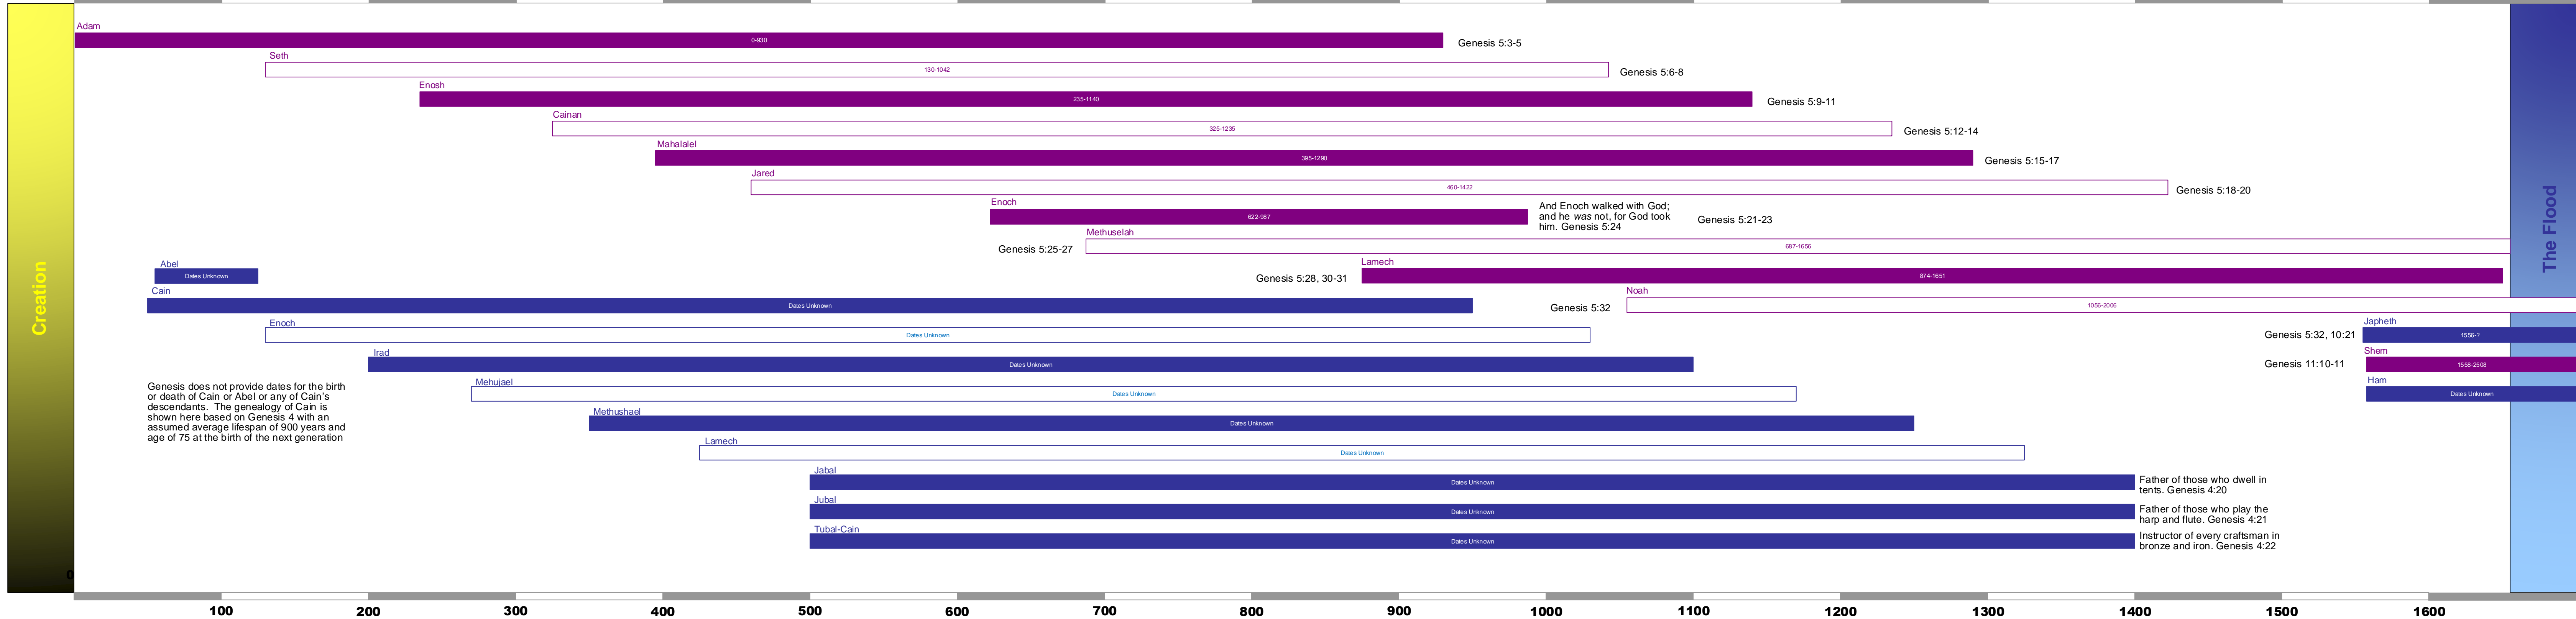 Creation
0
Adam
0-930
Genesis 5:3-5
Seth
130-1042
Genesis 5:6-8
Enosh
235-1140
Genesis 5:9-11
Cainan
325-1235
Genesis 5:12-14
Mahalalel
395-1290
Genesis 5:15-17
Jared
460-1422
Genesis 5:18-20
Enoch
622-987
And Enoch walked with God;
and he was not, for God took
him. Genesis 5:24
Genesis 5:21-23
Methuselah
Genesis 5:25-27
687-1656
Abel
Dates Unknown
Lamech
Genesis 5:28, 30-31
874-1651
Cain
Dates Unknown
Noah
Genesis 5:32
1056-2006
Enoch
Dates Unknown
Japheth
Genesis 5:32, 10:21
1556-?
Irad
Dates Unknown
Shem
Genesis 11:10-11
1558-2508
Mehujael
Dates Unknown
Ham
Dates Unknown
Genesis does not provide dates for the birth
or death of Cain or Abel or any of Cain's
descendants. The genealogy of Cain is
shown here based on Genesis 4 with an
assumed average lifespan of 900 years and
age of 75 at the birth of the next generation
Methushael
Dates Unknown
Lamech
Dates Unknown
Jabal
Dates Unknown
Father of those who dwell in
tents. Genesis 4:20
Jubal
Dates Unknown
Father of those who play the
harp and flute. Genesis 4:21
Tubal-Cain
Dates Unknown
Instructor of every craftsman in
bronze and iron. Genesis 4:22
The Flood
100 200 300 400 500 600 700 800 900 1000 1100 1200 1300 1400 1500 1600